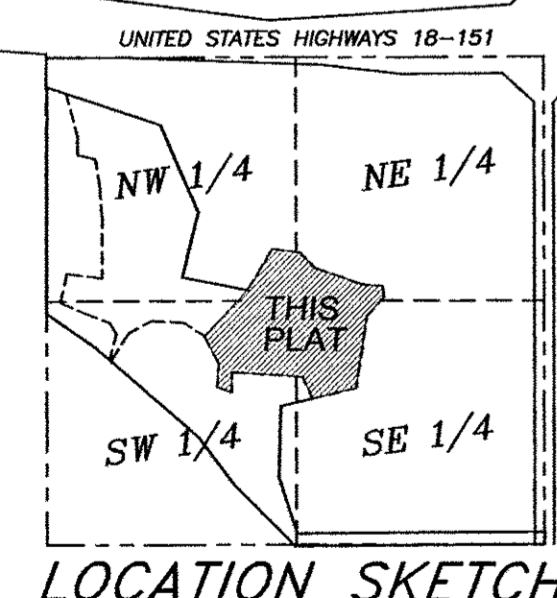 UNITED STATES HIGHWAYS 18-151
NW 1/4
NE 1/4
THIS
PLAT
SW 1/4
SE 1/4
LOCATION SKETCH